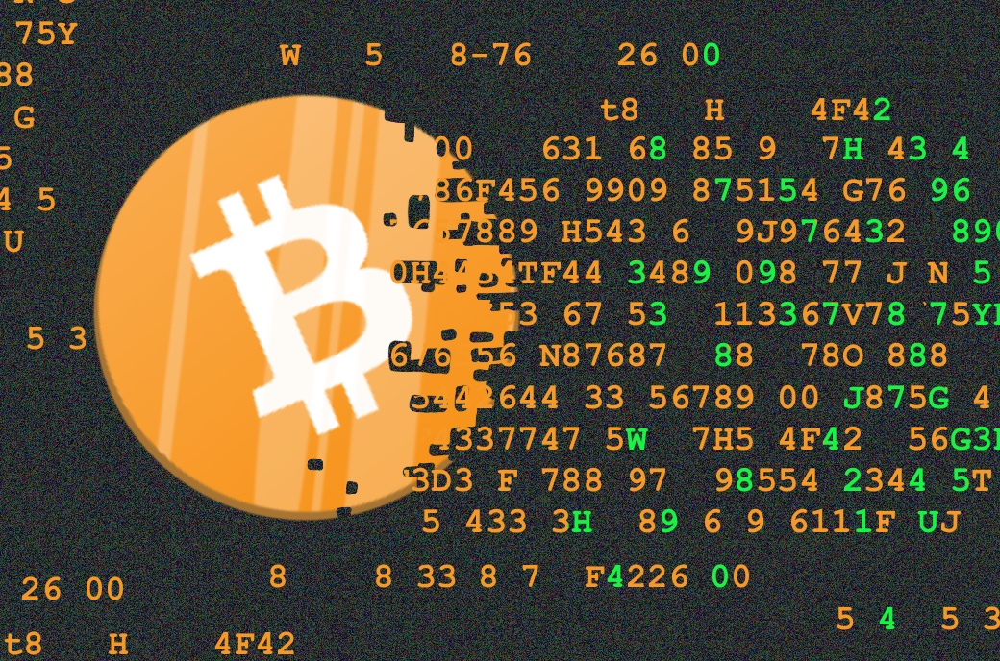 75Y
W 5 8-76 26 00
88
t8 H 4F42
G
00 631 68 85 9 7H 43 4
5
86F456 9909 875154 G76 96
4 5
7889 H543 6 9J976432 890
U
0H TF44 3489 098 77 J N 5
53 67 53 113367V78 75Y
5 3
676 56 N87687 88 78O 888
3644 33 56789 00 J875G 4
337747 5W 7H5 4F42 56G3
3D3 F 788 97 98554 2344 5T
5 433 3H 89 6 9 6111F UJ
26 00 8 8 33 8 7 F4226 00
5 4 5 3
t8 H 4F42